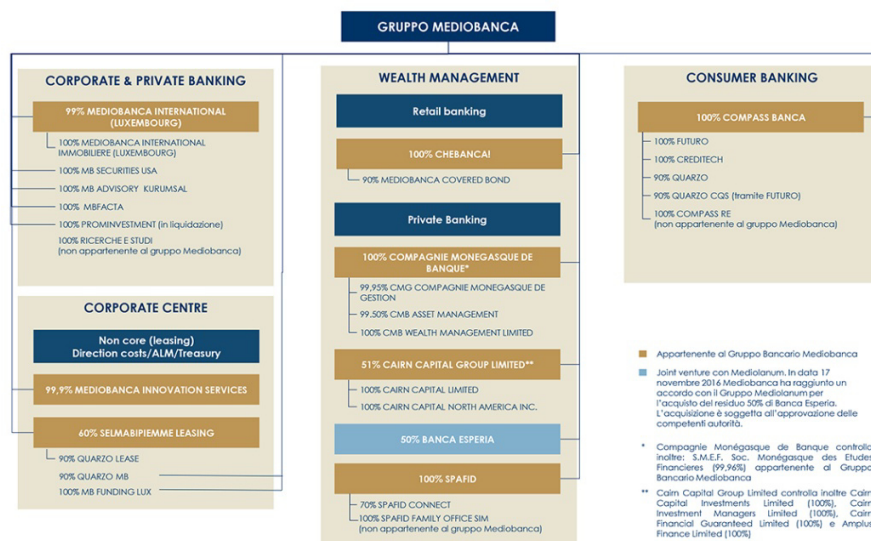 GRUPPO MEDIOBANCA
CORPORATE & PRIVATE BANKING
99% MEDIOBANCA INTERNATIONAL
(LUXEMBOURG)
100% MEDIOBANCA INTERNATIONAL
IMMOBILIERE (LUXEMBOURG)
100% MB SECURITIES USA
100% MB ADVISORY KURUMSAL
100% MBFACTA
100% PROMINVESTMENT (in liquidazione)
100% RICERCHE E STUDI
(non appartenente al gruppo Mediobanca)
CORPORATE CENTRE
Non core (leasing)
Direction costs/ALM/Treasury
99,9% MEDIOBANCA INNOVATION SERVICES
60% SELMABIPIEMME LEASING
90% QUARZO LEASE
90% QUARZO MB
100% MB FUNDING LUX
WEALTH MANAGEMENT
Retail banking
100% CHEBANCA!
90% MEDIOBANCA COVERED BOND
Private Banking
100% COMPAGNIE MONEGASQUE DE
BANQUE*
99,95% CMG COMPAGNIE MONEGASQUE DE
GESTION
99.50% CMB ASSET MANAGEMENT
100% CMB WEALTH MANAGEMENT LIMITED
51% CAIRN CAPITAL GROUP LIMITED**
100% CAIRN CAPITAL LIMITED
100% CAIRN CAPITAL NORTH AMERICA INC.
50% BANCA ESPERIA
100% SPAFID
70% SPAFID CONNECT
100% SPAFID FAMILY OFFICE SIM
(non appartenente al gruppo Mediobanca)
CONSUMER BANKING
100% COMPASS BANCA
100% FUTURO
100% CREDITECH
90% QUARZO
90% QUARZO CQS (tramite FUTURO)
100% COMPASS RE
(non appartenente al gruppo Mediobanca)
Appartenente al Gruppo Bancario Mediobanca
Joint venture con Mediolanum. In data 17
novembre 2016 Mediobanca ha raggiunto un
accordo con il Gruppo Mediolanum per
l'acquisto del residuo 50% di Banca Esperia.
L'acquisizione è soggetta all'approvazione delle
competenti autorità.
* Compagnie Monégasque de Banque controlla
inoltre: S.M.E.F. Soc. Monégasque des Etudes
Financieres (99,96%) appartenente al Gruppo
Bancario Mediobanca
** Cairn Capital Group Limited controlla inoltre Cairn
Capital Investments Limited (100%), Cairn
Investment Managers Limited (100%), Cairn
Financial Guaranteed Limited (100%) e Amplus
Finance Limited (100%)